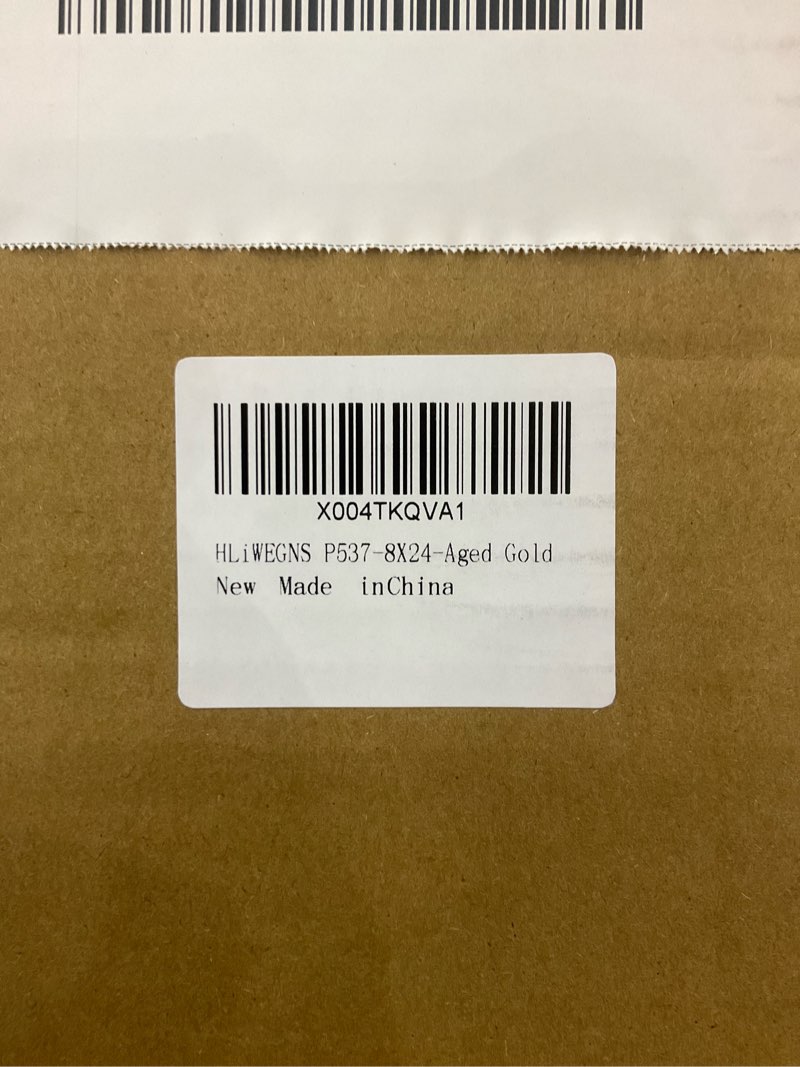 X004TKQVA1
HLiWEGNS P537-8X24-Aged Gold
New Made inChina